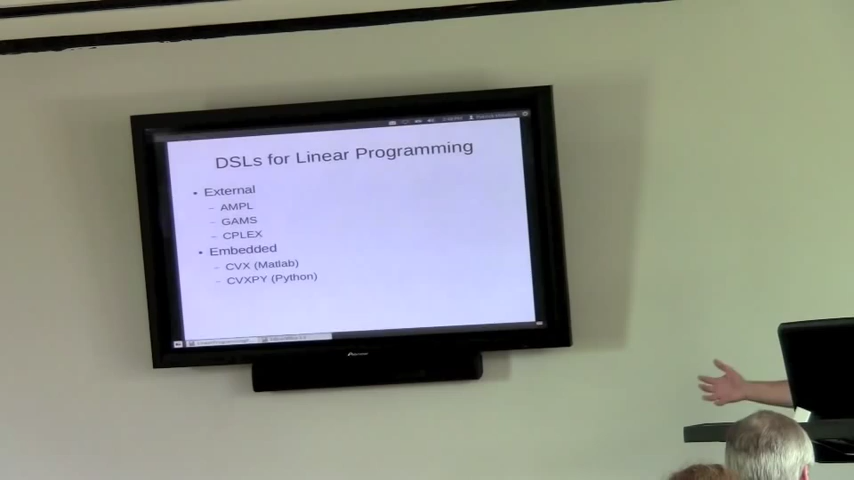 DSLs for Linear Programming
• External
– AMPL
– GAMS
– CPLEX
• Embedded
– CVX (Matlab)
– CVXPY (Python)